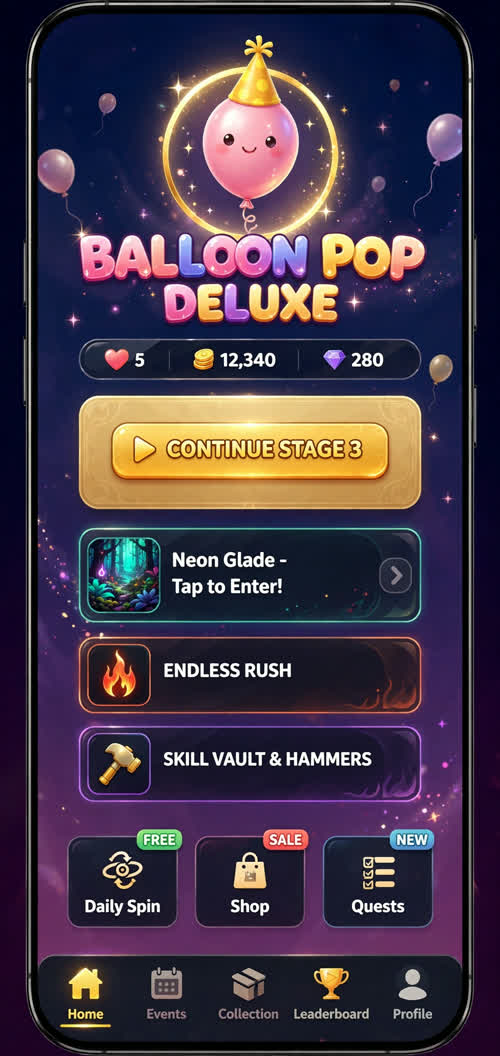 BALLOON POP
DELUXE
5
12,340
280
CONTINUE STAGE 3
Neon Glade -
Tap to Enter!
ENDLESS RUSH
SKILL VAULT & HAMMERS
FREE
SALE
NEW
Daily Spin
Shop
Quests
Home
Events
Collection
Leaderboard
Profile